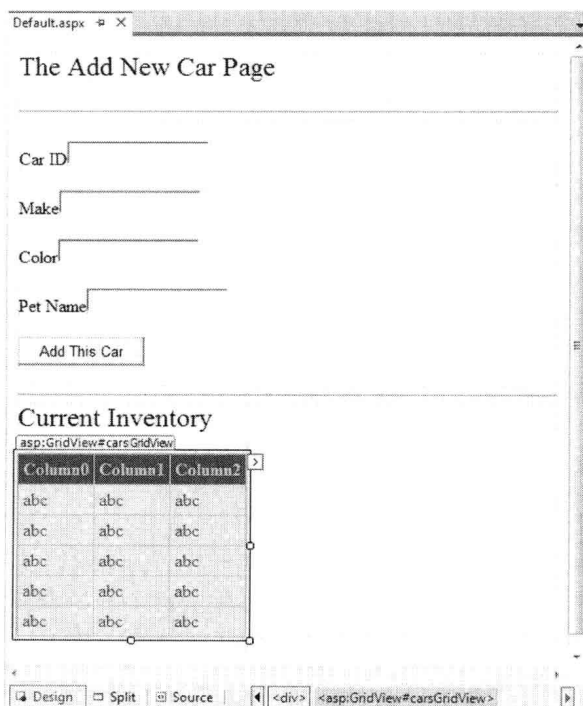 Default.aspx
The Add New Car Page
Car ID
Make
Color
Pet Name
Add This Car
Current Inventory
asp:GridView#carsGridView
Column0 Column1 Column2
abc abc abc
abc abc abc
abc abc abc
abc abc abc
abc abc abc
Design Split Source <div> <asp:GridView#carsGridView>